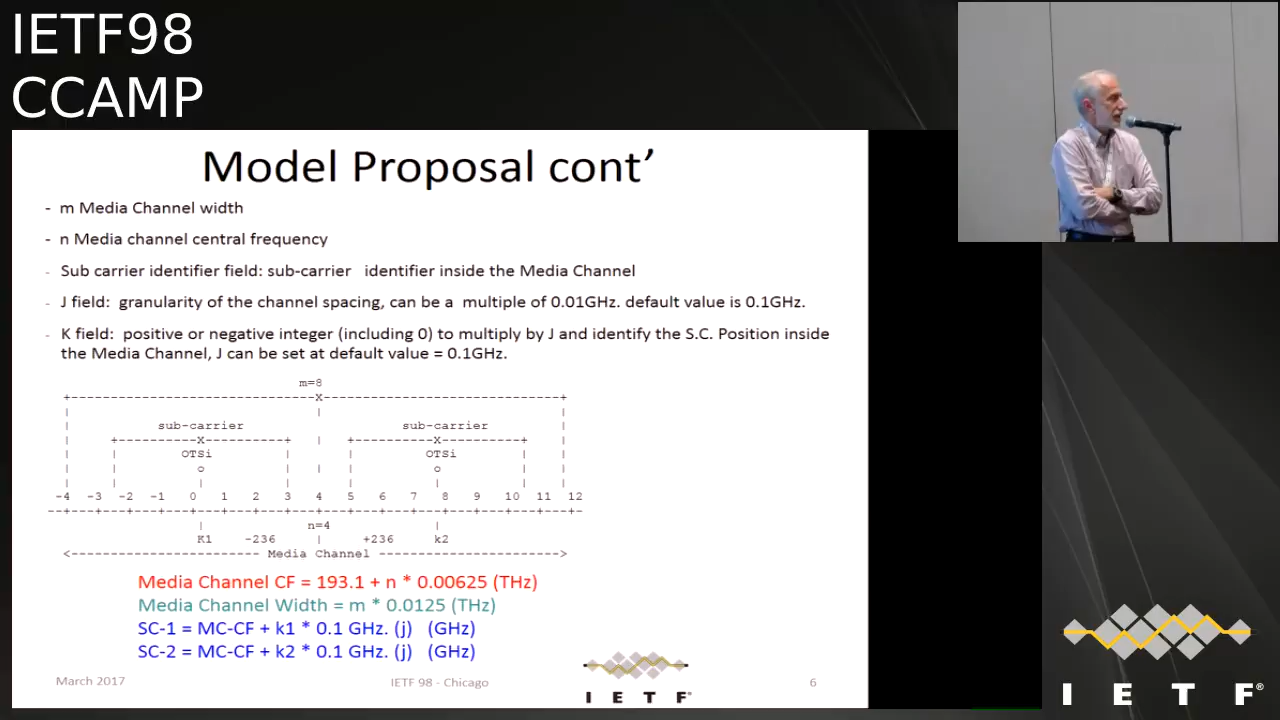 IETF98
CCAMP
Model Proposal cont’
- m Media Channel width
- n Media channel central frequency
- Sub carrier identifier field: sub-carrier identifier inside the Media Channel
- J field: granularity of the channel spacing, can be a multiple of 0.01GHz. default value is 0.1GHz.
- K field: positive or negative integer (including 0) to multiply by J and identify the S.C. Position inside
the Media Channel, J can be set at default value = 0.1GHz.
m=8
+-------------------------------X-------------------------------+
sub-carrier sub-carrier
+----------X-----------+ | +-----------X----------+
OTSi OTSi
o o
-4 -3 -2 -1 0 1 2 3 4 5 6 7 8 9 10 11 12
--+---+---+---+---+---+---+---+---+---+---+---+---+---+---+---+---+-
n=4
K1 -236 | +236 k2
<------------------------ Media Channel ----------------------->
Media Channel CF = 193.1 + n * 0.00625 (THz)
Media Channel Width = m * 0.0125 (THz)
SC-1 = MC-CF + k1 * 0.1 GHz. (j) (GHz)
SC-2 = MC-CF + k2 * 0.1 GHz. (j) (GHz)
March 2017 IETF 98 - Chicago 6
I E T F®
I E T F®